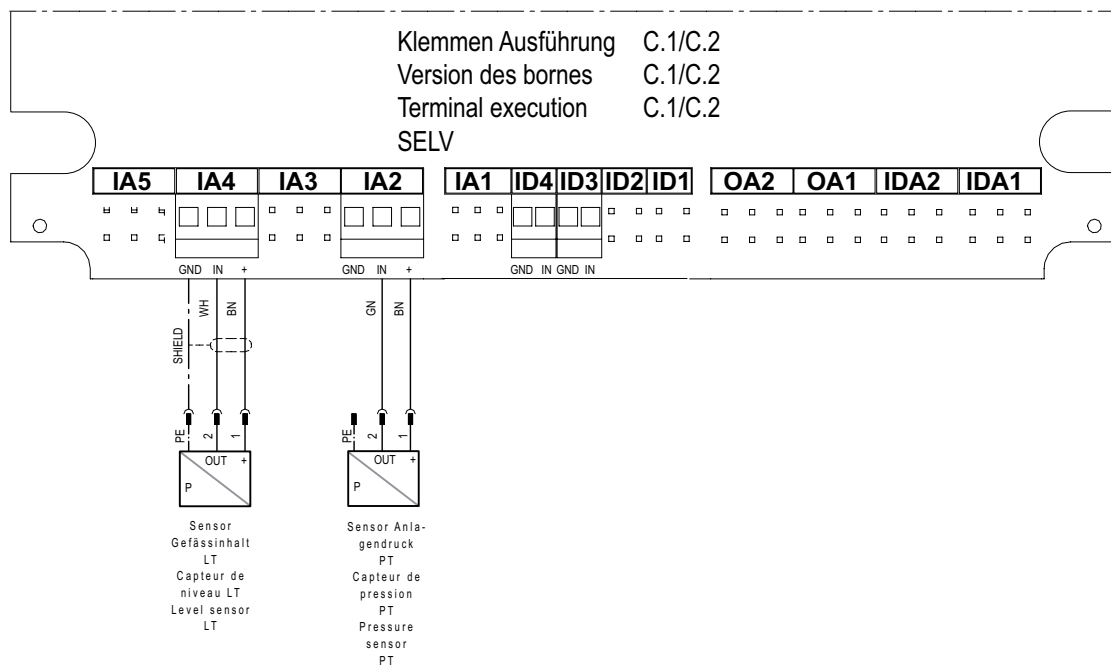 Klemmen Ausführung C.1/C.2
Version des bornes C.1/C.2
Terminal execution C.1/C.2
SELV
IA5 IA4 IA3 IA2 IA1 ID4 ID3 ID2 ID1 OA2 OA1 IDA2 IDA1
GND IN + GND IN + GND IN GND IN
SHIELD WH BN GN BN
PE 2 1 PE 2 1
OUT + OUT +
P P
Sensor
Gefässinhalt
LT
Capteur de
niveau LT
Level sensor
LT
Sensor Anla-
gendruck
PT
Capteur de
pression
PT
Pressure
sensor
PT